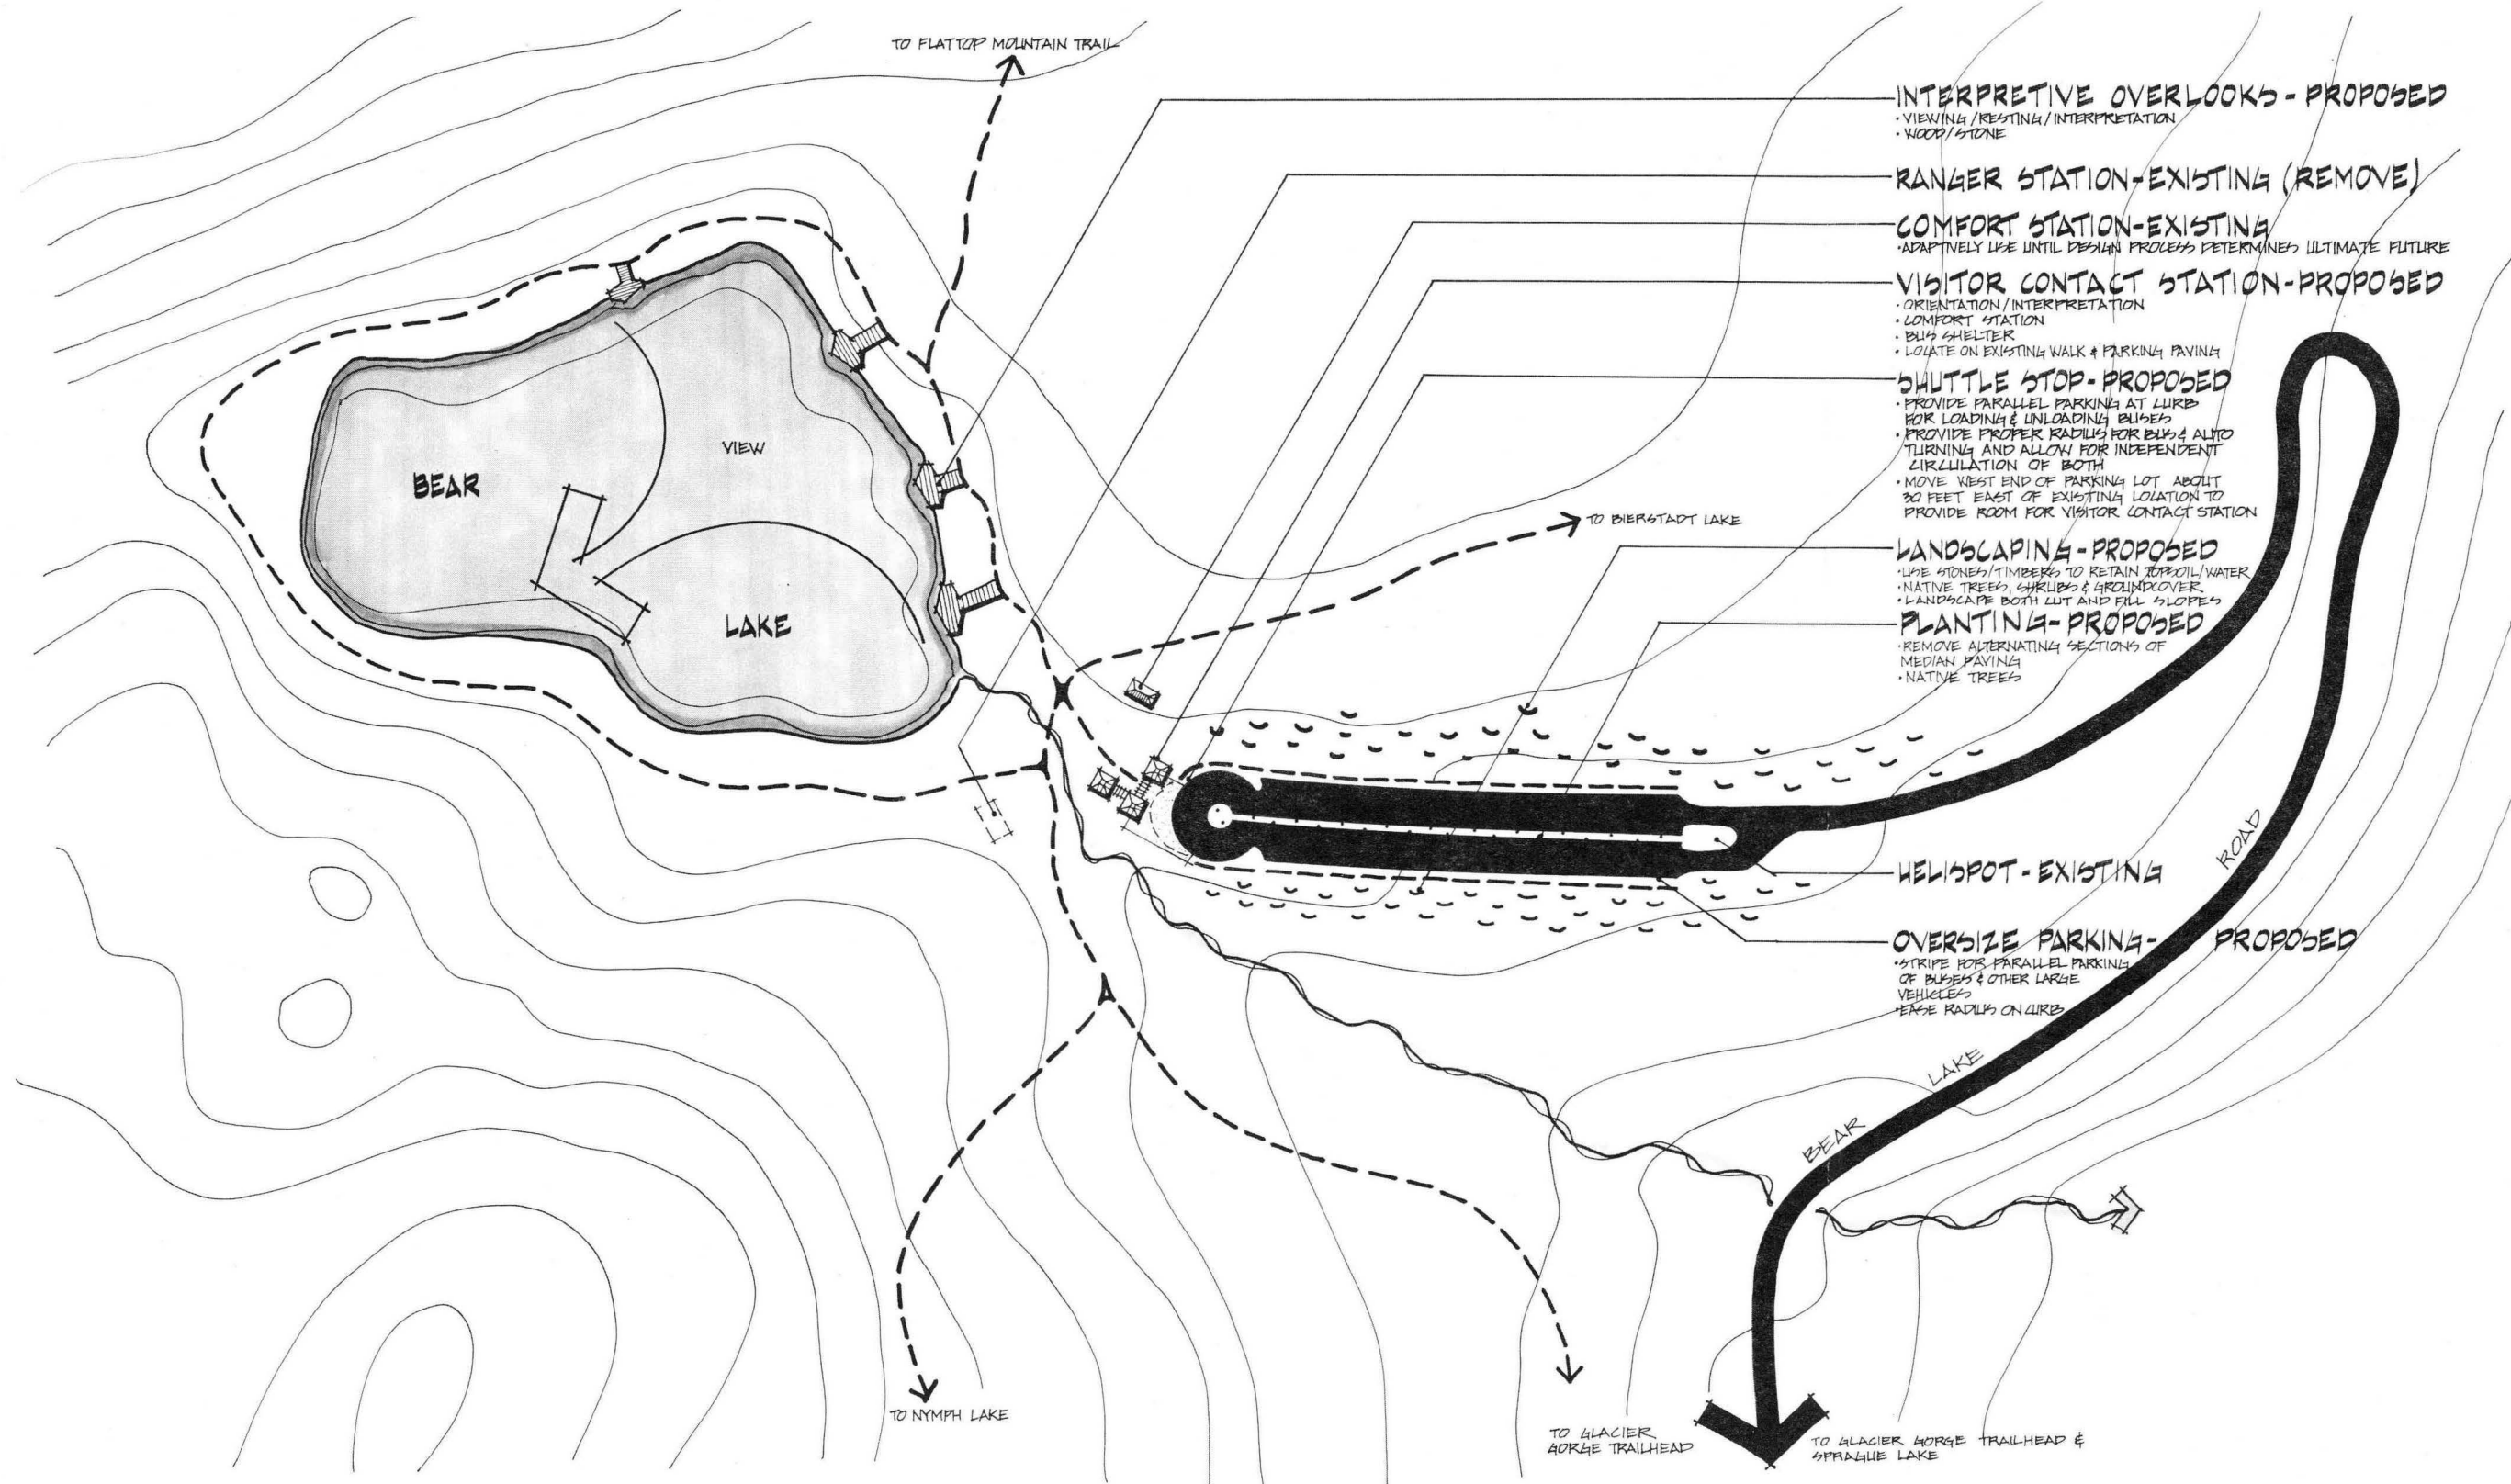 TO FLATTOP MOUNTAIN TRAIL
INTERPRETIVE OVERLOOKS - PROPOSED
• VIEWING / RESTING / INTERPRETATION
• WOOD / STONE
RANGER STATION - EXISTING (REMOVE)
COMFORT STATION - EXISTING
• ADAPTIVELY USE UNTIL DESIGN PROCESS DETERMINES ULTIMATE FUTURE
VISITOR CONTACT STATION - PROPOSED
• ORIENTATION / INTERPRETATION
• COMFORT STATION
• BUS SHELTER
• LOCATE ON EXISTING WALK & PARKING PAVING
SHUTTLE STOP - PROPOSED
• PROVIDE PARALLEL PARKING AT CURB
FOR LOADING & UNLOADING BUSES
• PROVIDE PROPER RADIUS FOR BUS & AUTO
TURNING AND ALLOW FOR INDEPENDENT
CIRCULATION OF BOTH
• MOVE WEST END OF PARKING LOT ABOUT
30 FEET EAST OF EXISTING LOCATION TO
PROVIDE ROOM FOR VISITOR CONTACT STATION
LANDSCAPING - PROPOSED
• USE STONES/TIMBERS TO RETAIN TOPSOIL/WATER
• NATIVE TREES, SHRUBS & GROUNDCOVER
• LANDSCAPE BOTH CUT AND FILL SLOPES
PLANTING - PROPOSED
• REMOVE ALTERNATING SECTIONS OF
MEDIAN PAVING
• NATIVE TREES
HELISPOT - EXISTING
OVERSIZE PARKING - PROPOSED
• STRIPE FOR PARALLEL PARKING
OF BUSES & OTHER LARGE
VEHICLES
• EASE RADIUS ON CURB
VIEW
BEAR
LAKE
TO BIERSTADT LAKE
BEAR LAKE ROAD
TO NYMPH LAKE
TO GLACIER
GORGE TRAILHEAD
TO GLACIER GORGE TRAILHEAD &
SPRAGUE LAKE